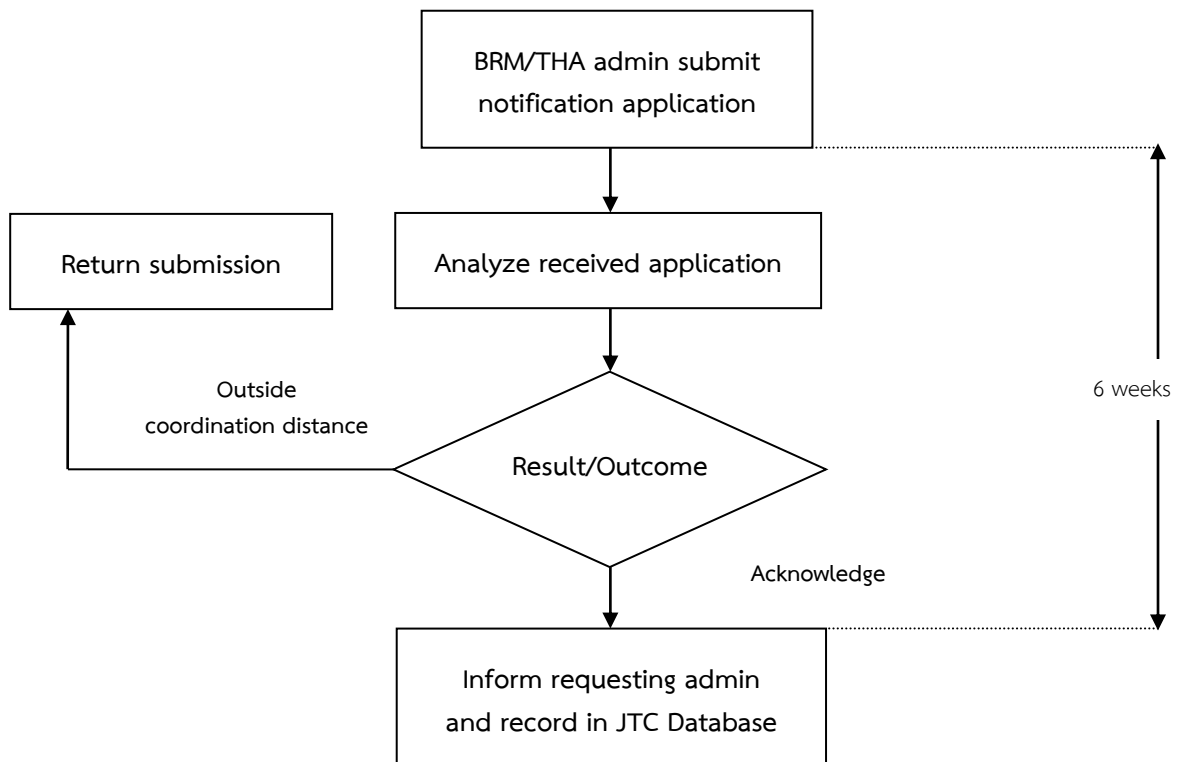 BRM/THA admin submit
notification application
Return submission
Analyze received application
Outside
coordination distance
6 weeks
Result/Outcome
Acknowledge
Inform requesting admin
and record in JTC Database